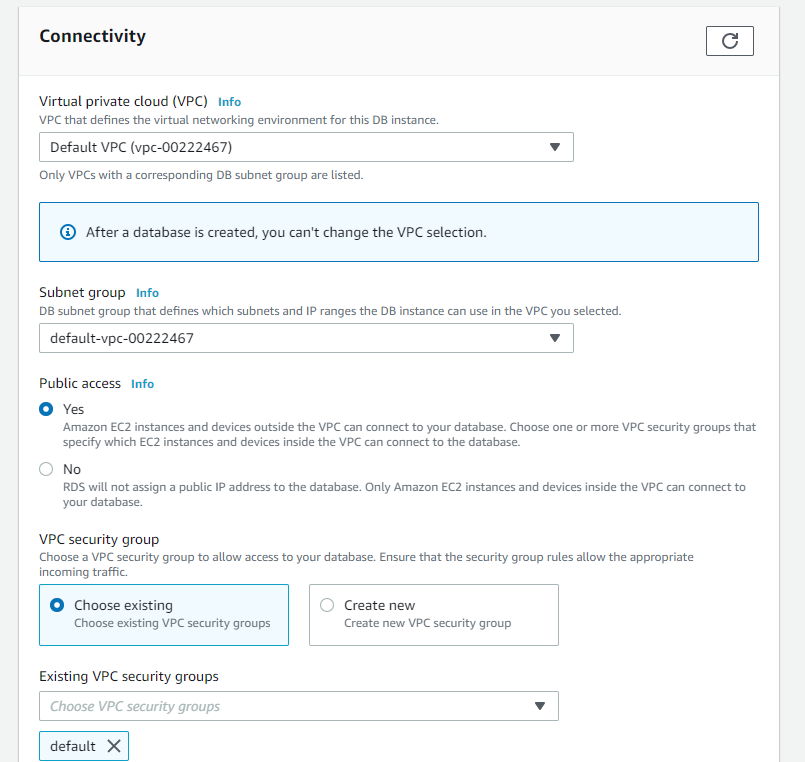 Connectivity
Virtual private cloud (VPC) Info
VPC that defines the virtual networking environment for this DB instance.
Default VPC (vpc-00222467)
Only VPCs with a corresponding DB subnet group are listed.
After a database is created, you can't change the VPC selection.
Subnet group Info
DB subnet group that defines which subnets and IP ranges the DB instance can use in the VPC you selected.
default-vpc-00222467
Public access Info
Yes
Amazon EC2 instances and devices outside the VPC can connect to your database. Choose one or more VPC security groups that
specify which EC2 instances and devices inside the VPC can connect to the database.
No
RDS will not assign a public IP address to the database. Only Amazon EC2 instances and devices inside the VPC can connect to
your database.
VPC security group
Choose a VPC security group to allow access to your database. Ensure that the security group rules allow the appropriate
incoming traffic.
Choose existing
Choose existing VPC security groups
Create new
Create new VPC security group
Existing VPC security groups
Choose VPC security groups
default